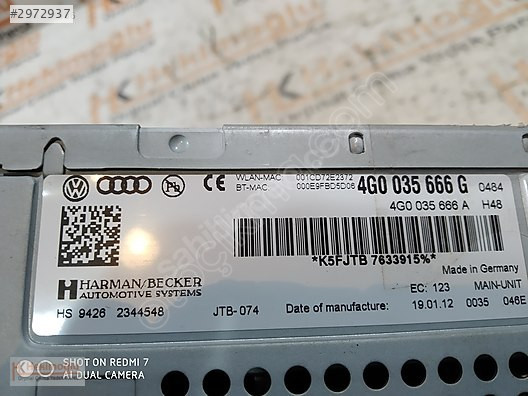 #2972937
WLAN-MAC 001CD72E2372
BT-MAC 000E9FBD5D06
4G0 035 666 G 0484
4G0 035 666 A H48
*K5FJTB 7633915%*
Made in Germany
HARMAN/BECKER
AUTOMOTIVE SYSTEMS
EC: 123 MAIN-UNIT
HS 9426 2344548 JTB-074 Date of manufacture: 19.01.12 0035 046E
SHOT ON REDMI 7
AI DUAL CAMERA